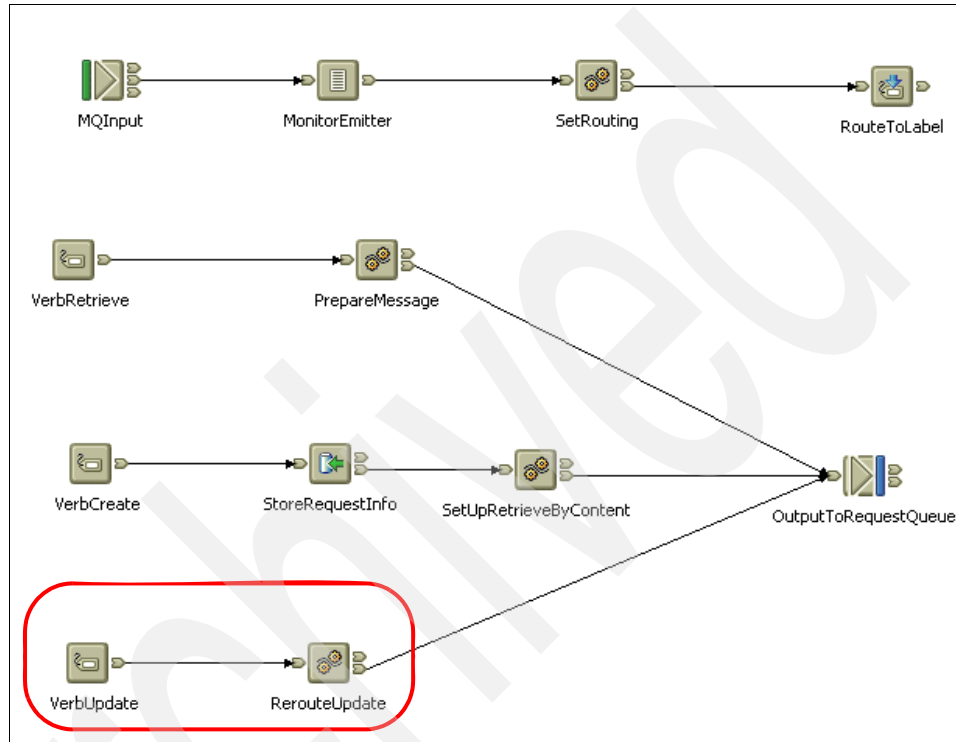 MQInput
MonitorEmitter
SetRouting
RouteToLabel
VerbRetrieve
PrepareMessage
VerbCreate
StoreRequestInfo
SetUpRetrieveByContent
OutputToRequestQueue
VerbUpdate
RerouteUpdate
Archived